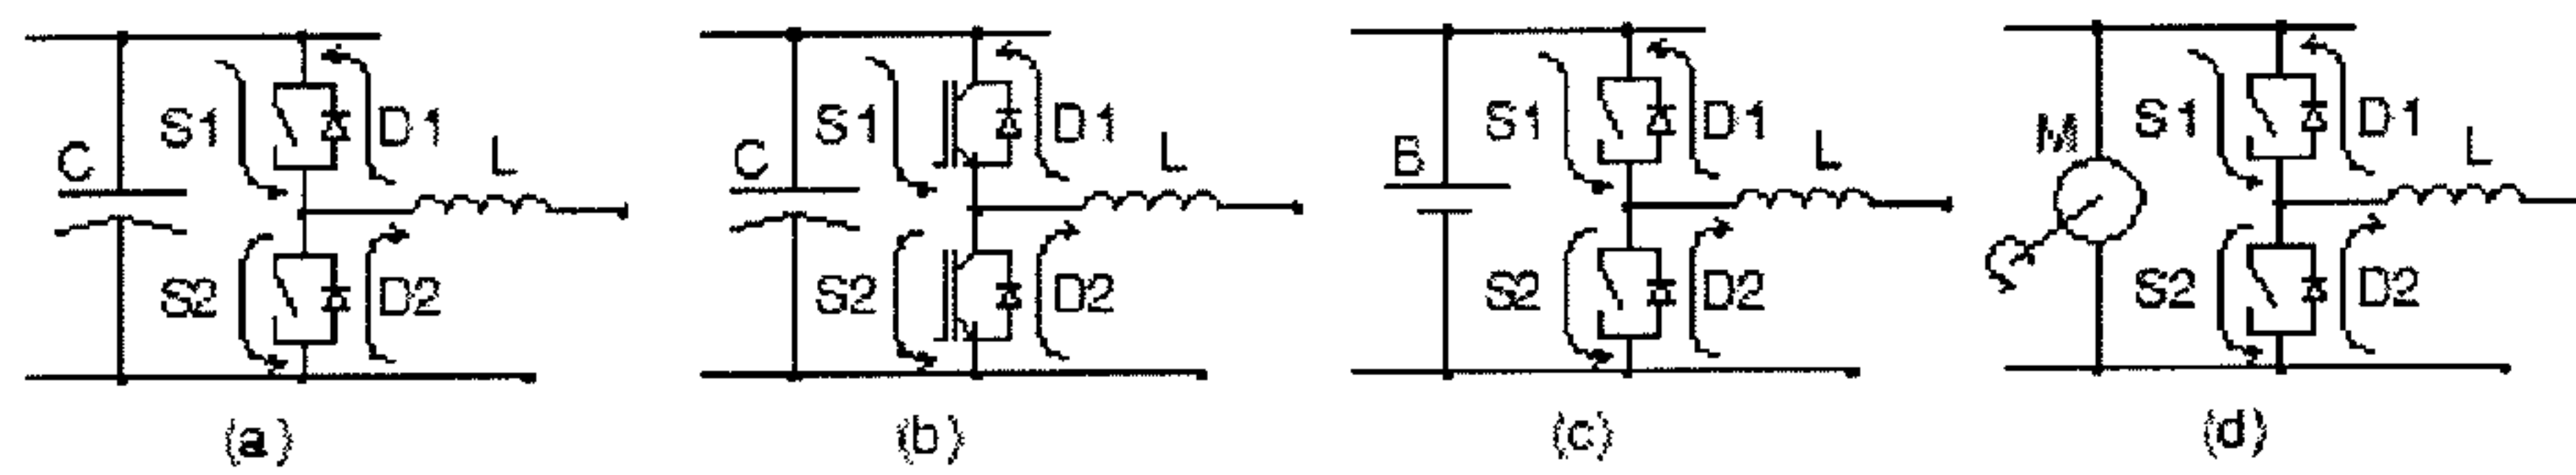 S1 D1 L
C
S2 D2
(a)
S1 D1 L
C
S2 D2
(b)
S1 D1 L
B
S2 D2
(c)
M S1 D1 L
S2 D2
(d)